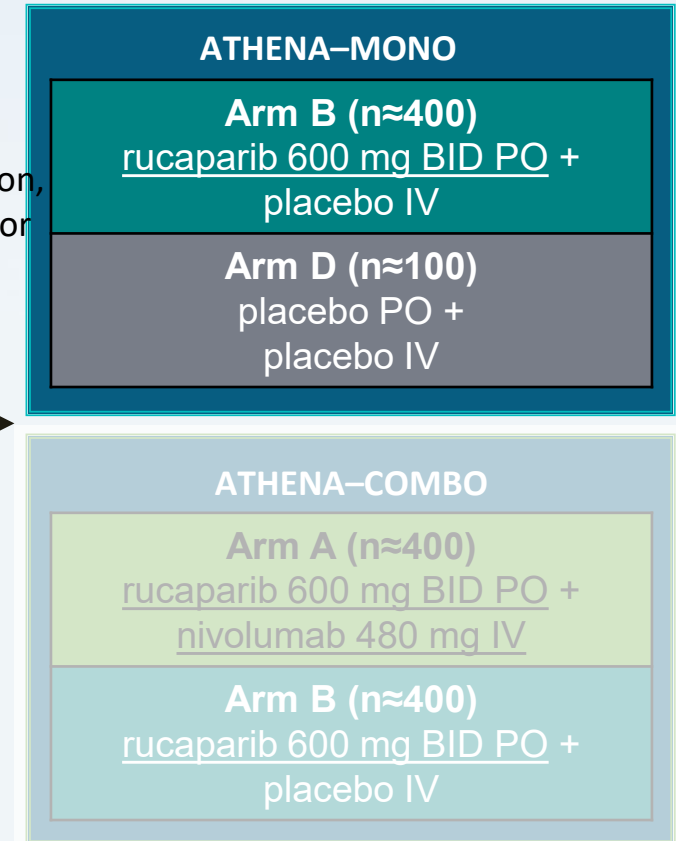 ATHENA–MONO
Arm B (n≈400)
rucaparib 600 mg BID PO +
placebo IV
on,
or
Arm D (n≈100)
placebo PO +
placebo IV
ATHENA–COMBO
Arm A (n≈400)
rucaparib 600 mg BID PO +
nivolumab 480 mg IV
Arm B (n≈400)
rucaparib 600 mg BID PO +
placebo IV